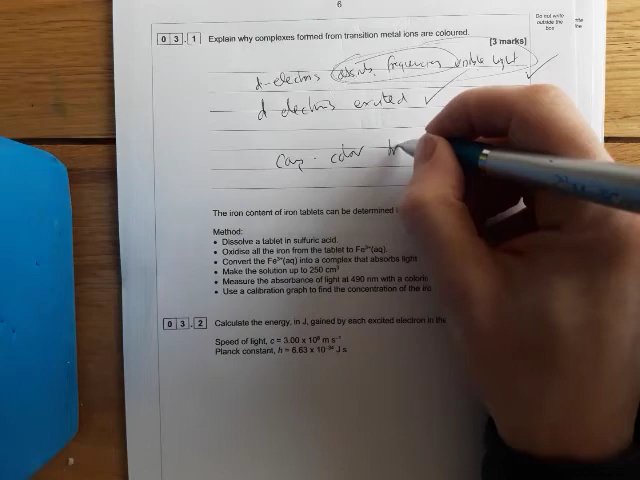 6
Do not write
outside the
box
0 3 . 1 Explain why complexes formed from transition metal ions are coloured.
[3 marks]
d-electrons absorbs frequencies visible light
d electrons excited ✓
colour
The iron content of iron tablets can be determined
Method:
• Dissolve a tablet in sulfuric acid.
• Oxidise all the iron from the tablet to Fe³⁺(aq).
• Convert the Fe³⁺(aq) into a complex that absorbs light
• Make the solution up to 250 cm³
• Measure the absorbance of light at 490 nm with a colorim
• Use a calibration graph to find the concentration of the iro
0 3 . 2 Calculate the energy, in J, gained by each excited electron in the
Speed of light, c = 3.00 x 10⁸ m s⁻¹
Planck constant, h = 6.63 x 10⁻³⁴ J s